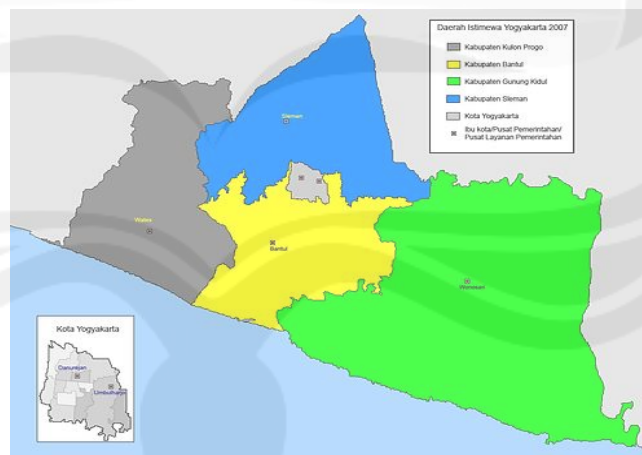 Daerah Istimewa Yogyakarta 2007
Kabupaten Kulon Progo
Kabupaten Bantul
Kabupaten Gunung Kidul
Kabupaten Sleman
Kota Yogyakarta
Ibu kota/Pusat Pemerintahan/
Pusat Layanan Pemerintahan
Sleman
Wates
Bantul
Wonosari
Kota Yogyakarta
Danurejan
Umbulharjo